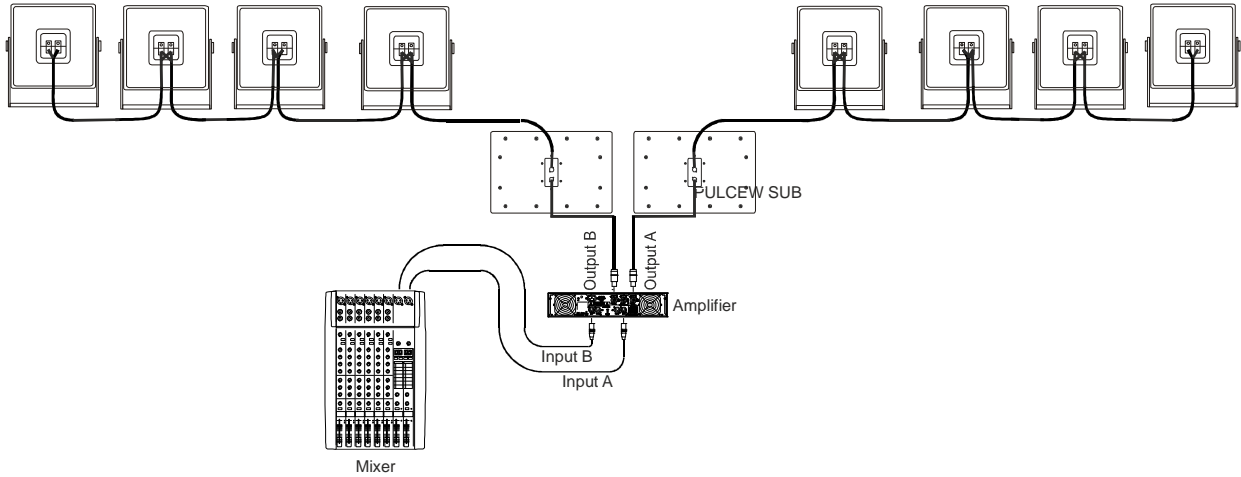 PULCEW SUB
Output B
Output A
Amplifier
Input B
Input A
Mixer